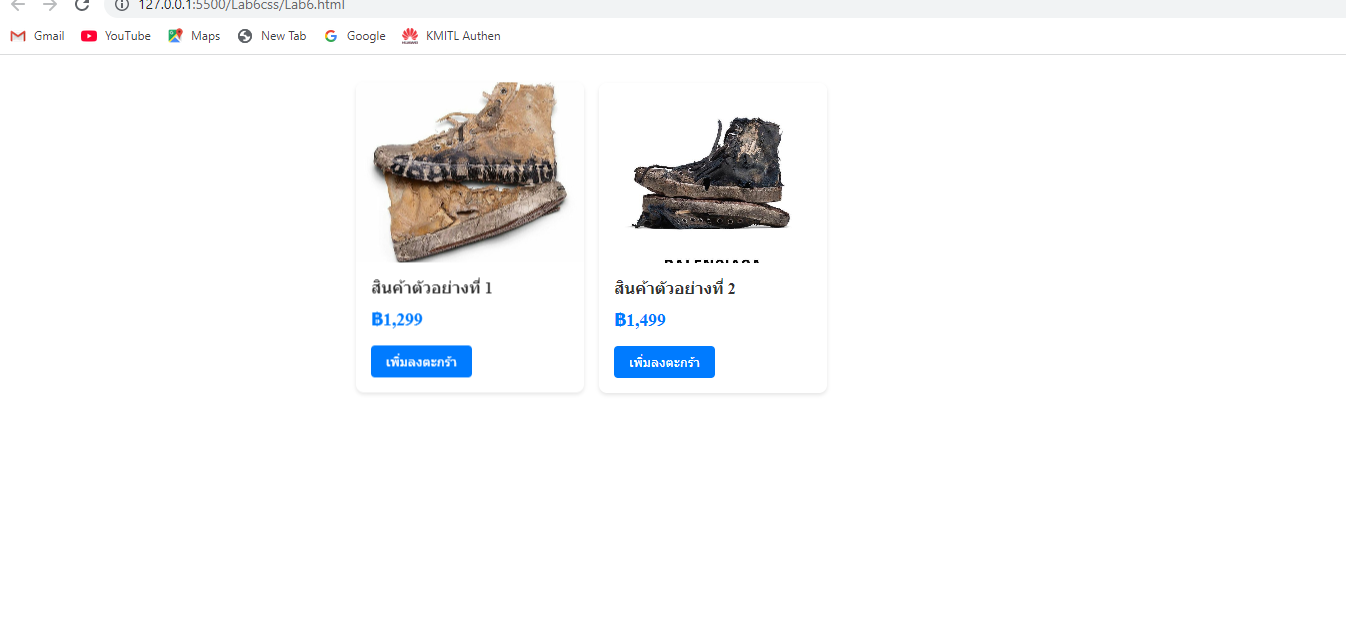 127.0.0.1:5500/Lab6css/Lab6.html
Gmail YouTube Maps New Tab Google KMITL Authen
BALENCIAGA
สินค้าตัวอย่างที่ 1
฿1,299
เพิ่มลงตะกร้า
สินค้าตัวอย่างที่ 2
฿1,499
เพิ่มลงตะกร้า